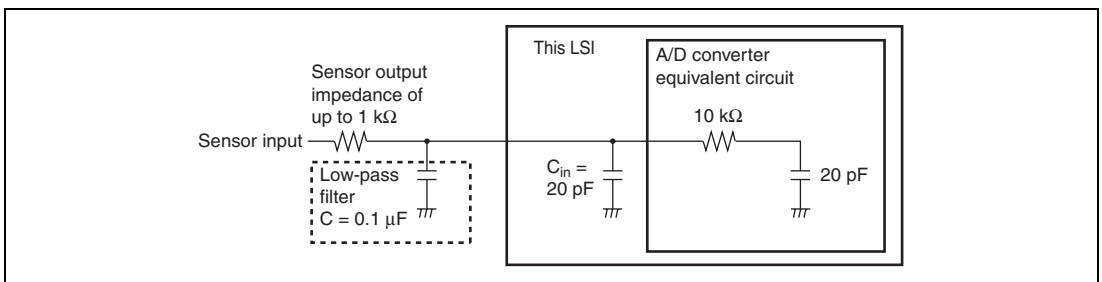 This LSI
A/D converter
equivalent circuit
Sensor output
impedance of
up to 1 kΩ
10 kΩ
Sensor input
Low-pass
filter
C = 0.1 μF
Cin =
20 pF
20 pF